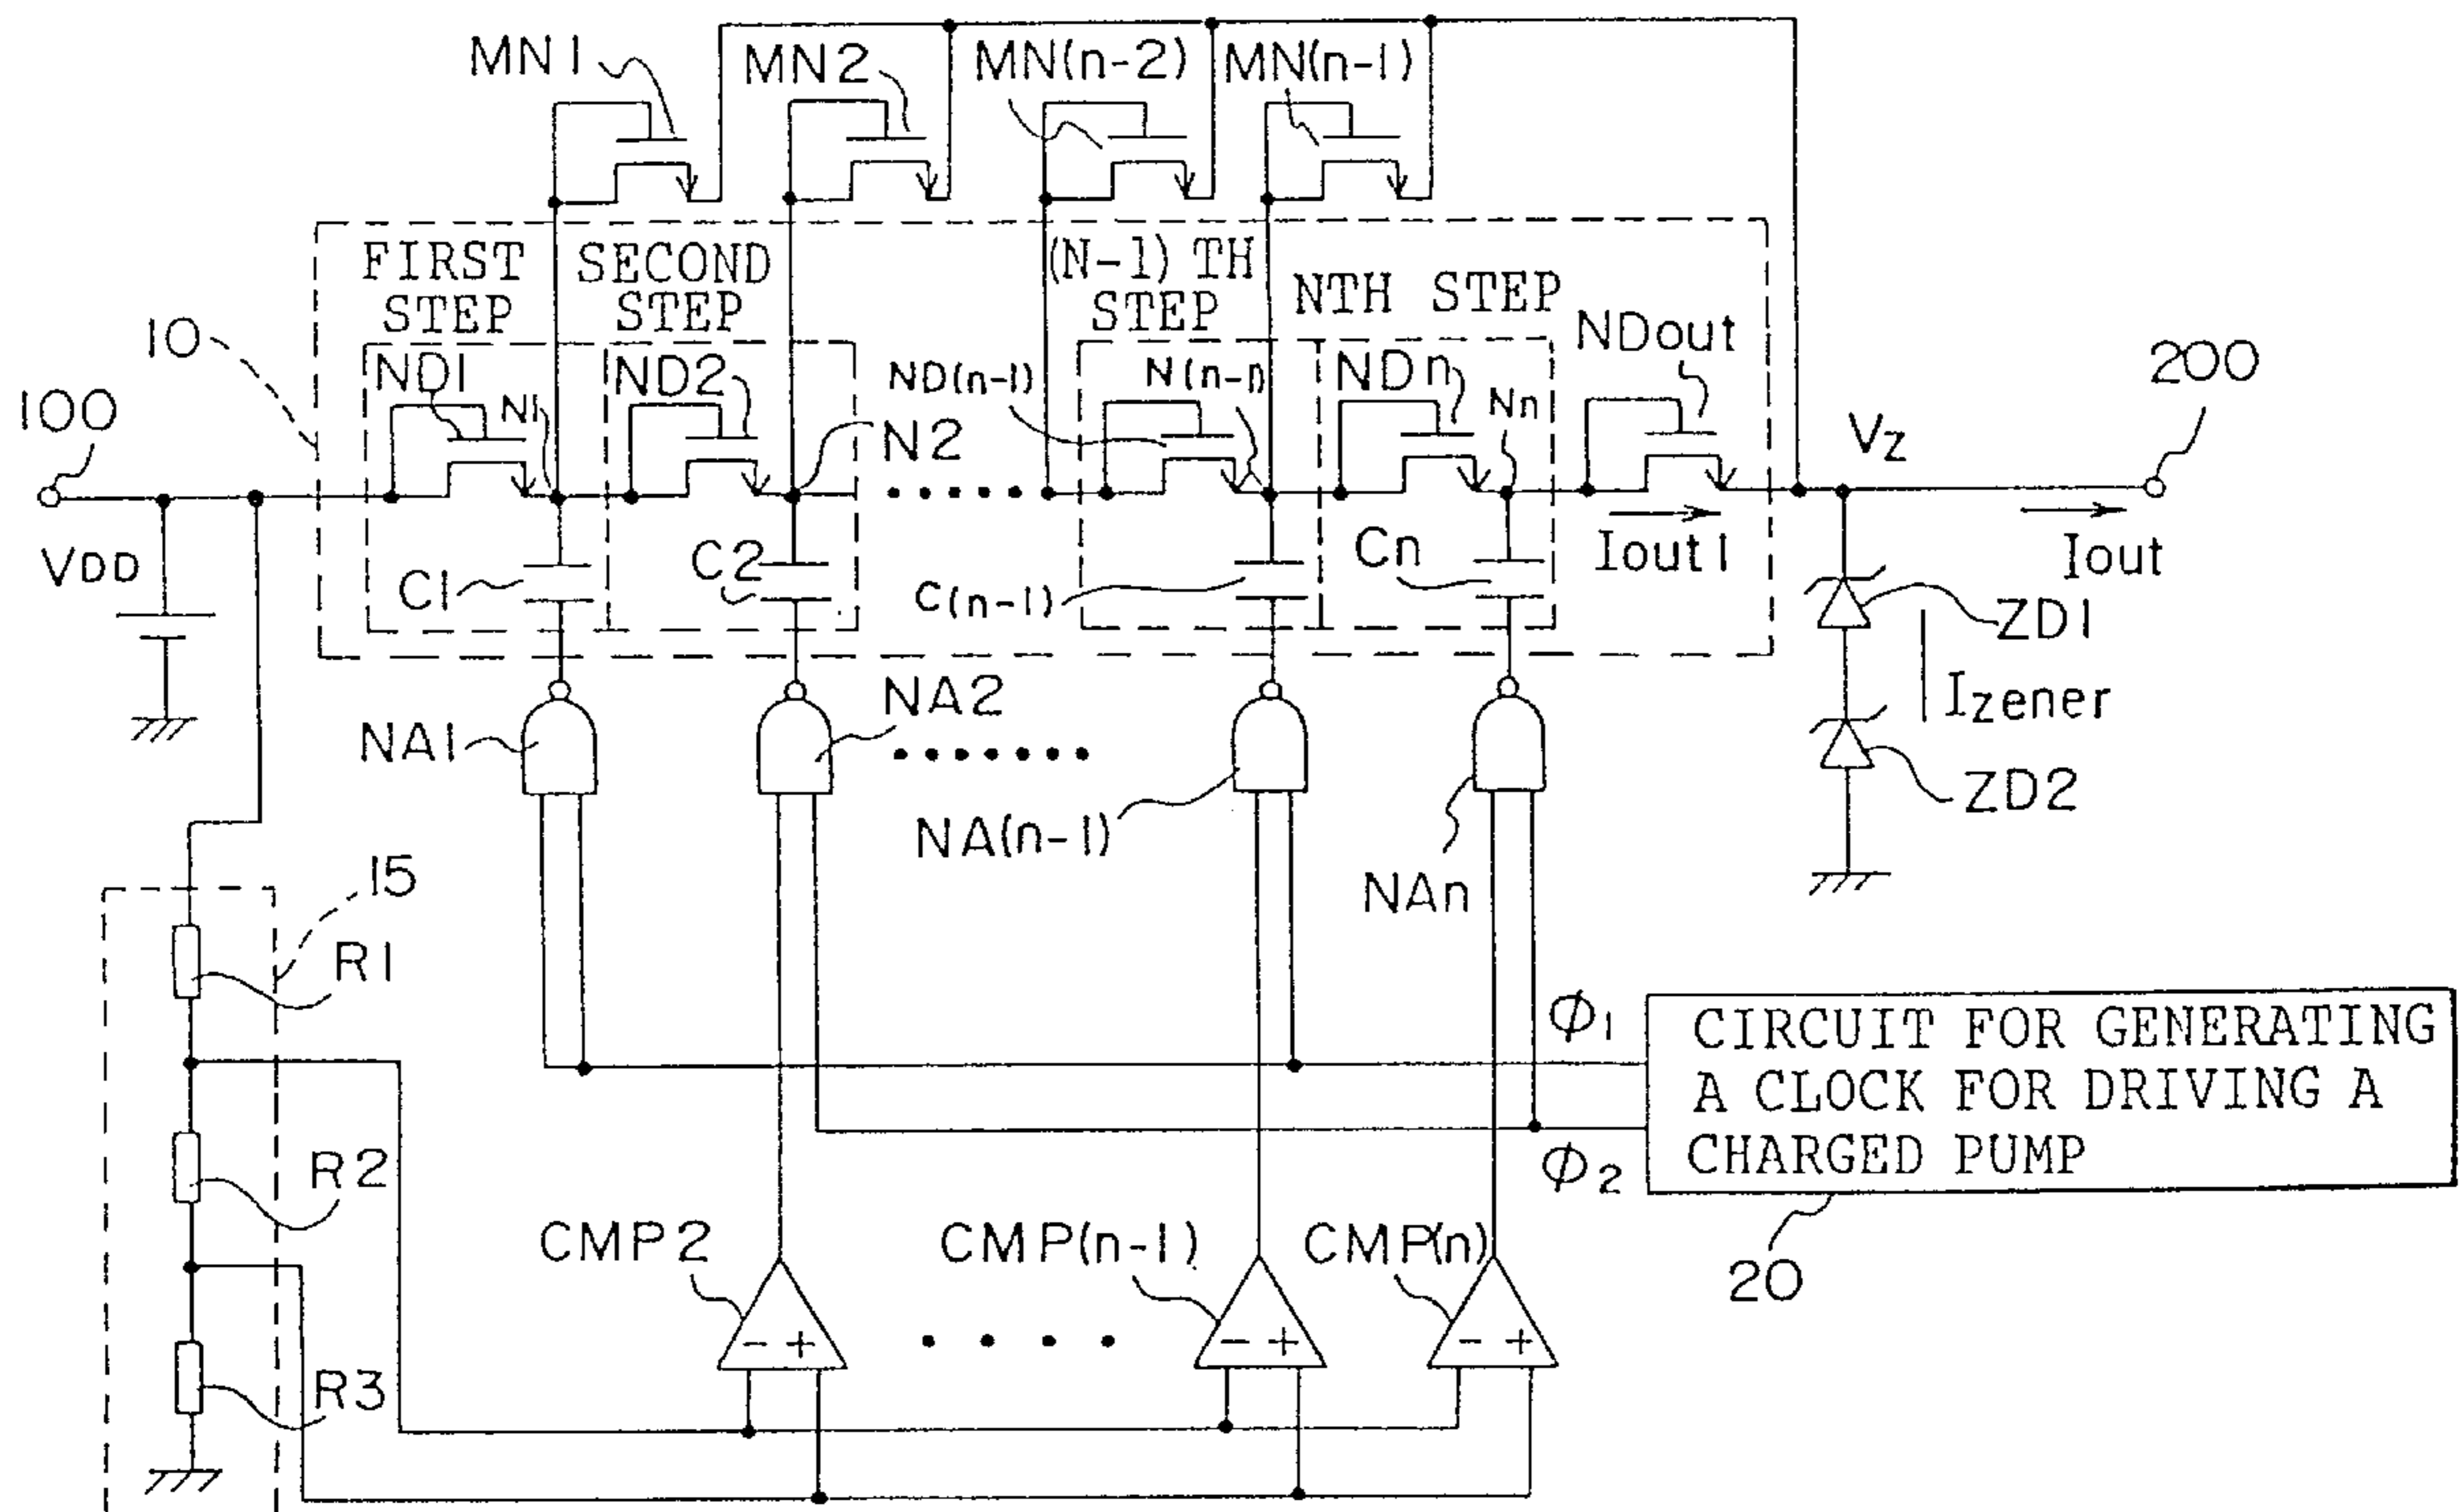 MN1
MN2
MN(n-2)
MN(n-1)
FIRST STEP
SECOND STEP
(N-1) TH STEP
NTH STEP
10
ND1
N1
ND2
N2
ND(n-1)
NDn
Nn
NDout
200
100
VDD
VZ
C1
C2
C(n-1)
Cn
Iout1
Iout
ZD1
Izener
ZD2
NA1
NA2
NA(n-1)
NAn
15
R1
R2
R3
Φ1
Φ2
CIRCUIT FOR GENERATING
A CLOCK FOR DRIVING A
CHARGED PUMP
20
CMP2
CMP(n-1)
CMP(n)
- +
- +
- +